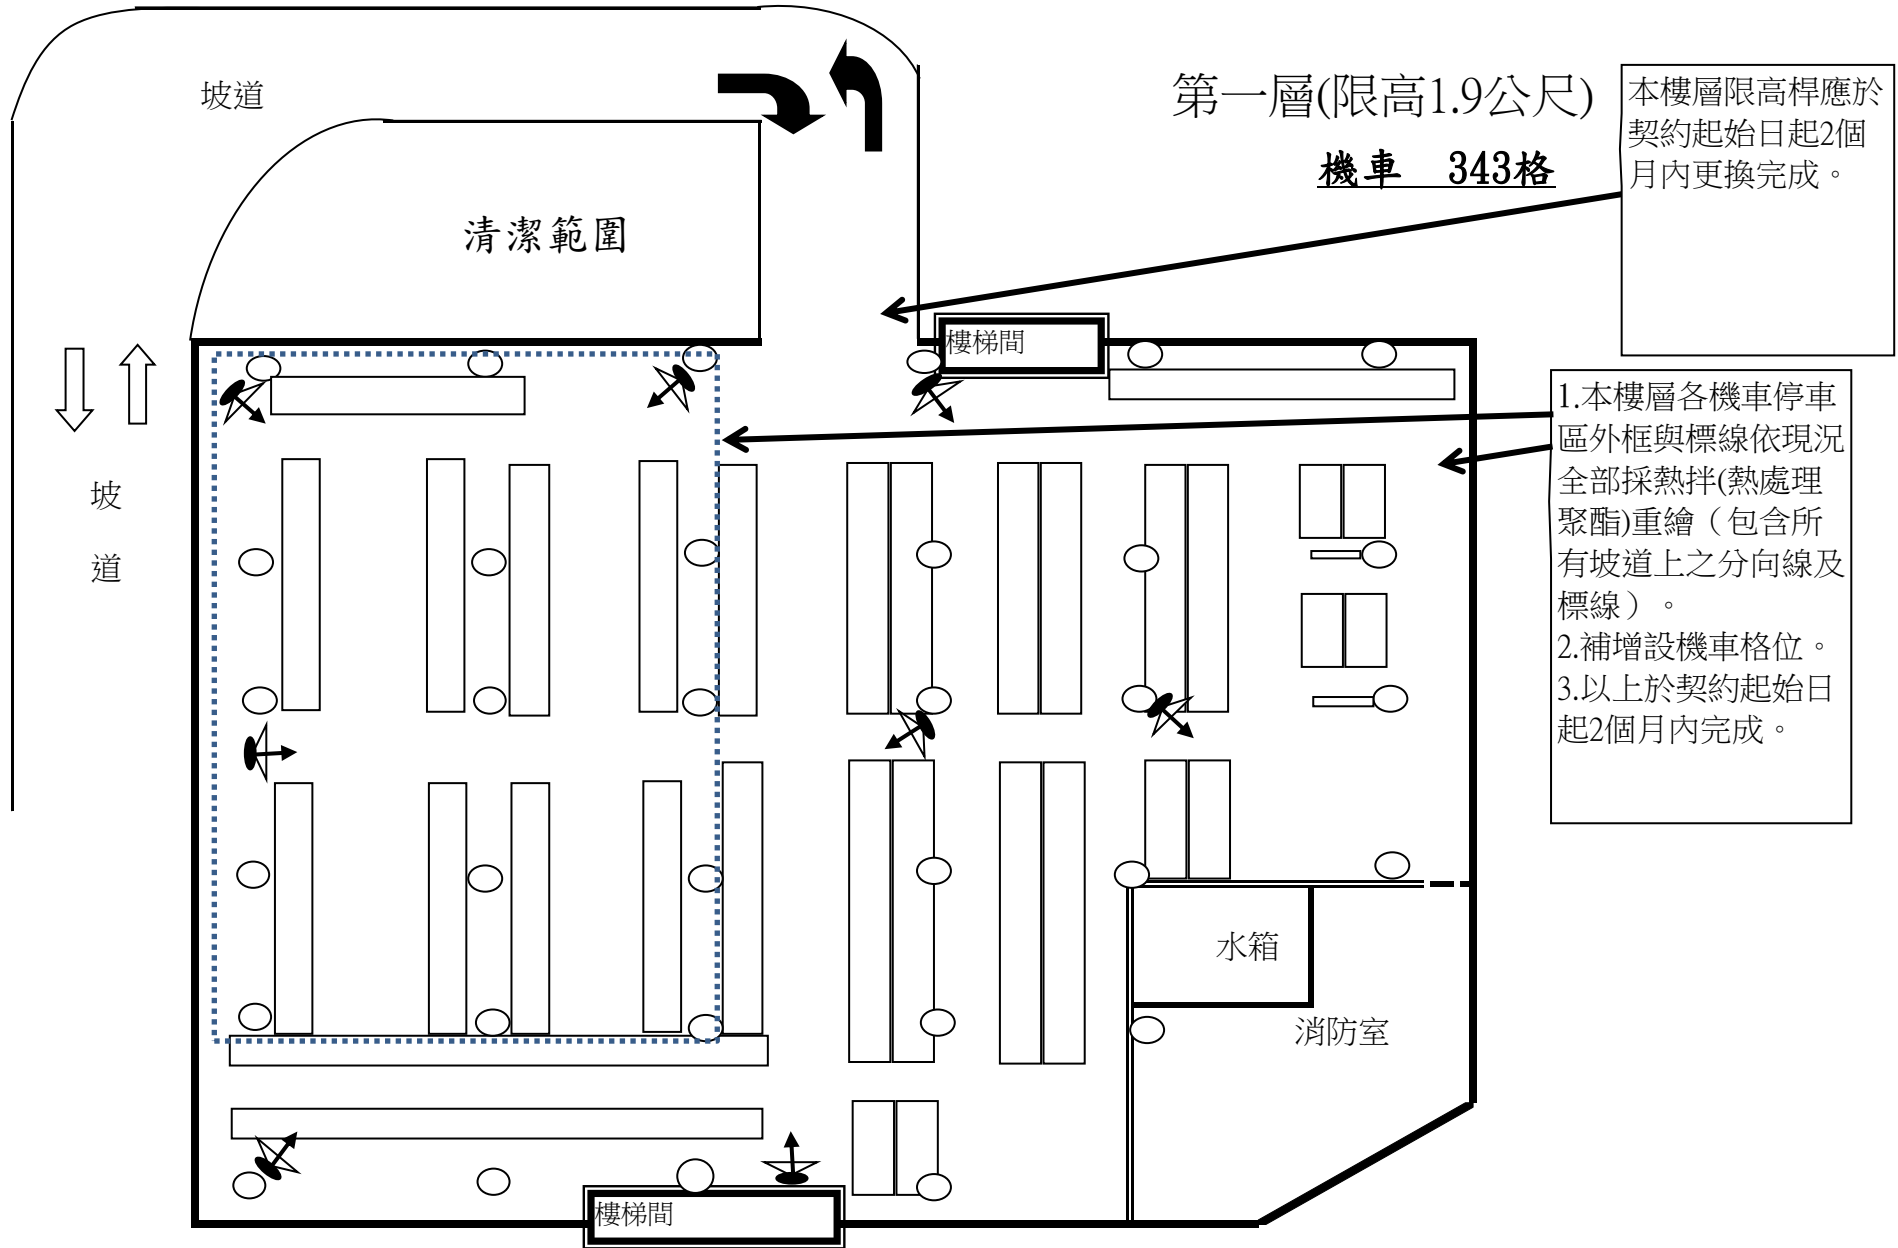 坡道
第一層(限高1.9公尺)
機車　343格
本樓層限高桿應於
契約起始日起2個
月內更換完成。
清潔範圍
樓梯間
坡
道
1.本樓層各機車停車
區外框與標線依現況
全部採熱拌(熱處理
聚酯)重繪（包含所
有坡道上之分向線及
標線）。
2.補增設機車格位。
3.以上於契約起始日
起2個月內完成。
水箱
消防室
樓梯間